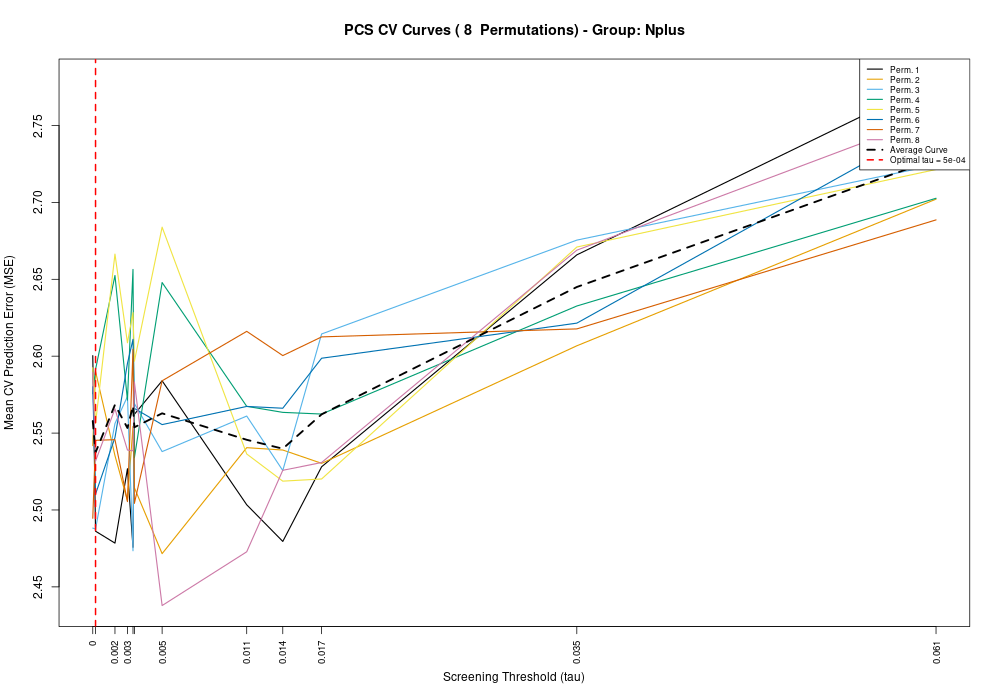 PCS CV Curves ( 8  Permutations) - Group: Nplus
Mean CV Prediction Error (MSE)
2.75
2.70
2.65
2.60
2.55
2.50
2.45
Perm. 1
Perm. 2
Perm. 3
Perm. 4
Perm. 5
Perm. 6
Perm. 7
Perm. 8
Average Curve
Optimal tau = 5e-04
0
0.002
0.003
0.005
0.011
0.014
0.017
0.035
0.061
Screening Threshold (tau)